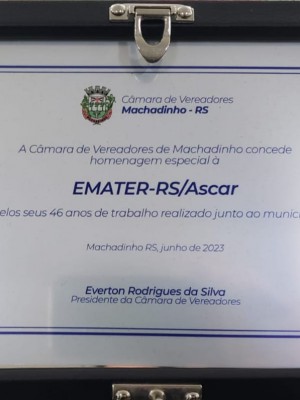 Câmara de Vereadores
Machadinho - RS
A Câmara de Vereadores de Machadinho concede
homenagem especial à
EMATER-RS/Ascar
elos seus 46 anos de trabalho realizado junto ao municí
Machadinho RS, junho de 2023
Everton Rodrigues da Silva
Presidente da Câmara de Vereadores